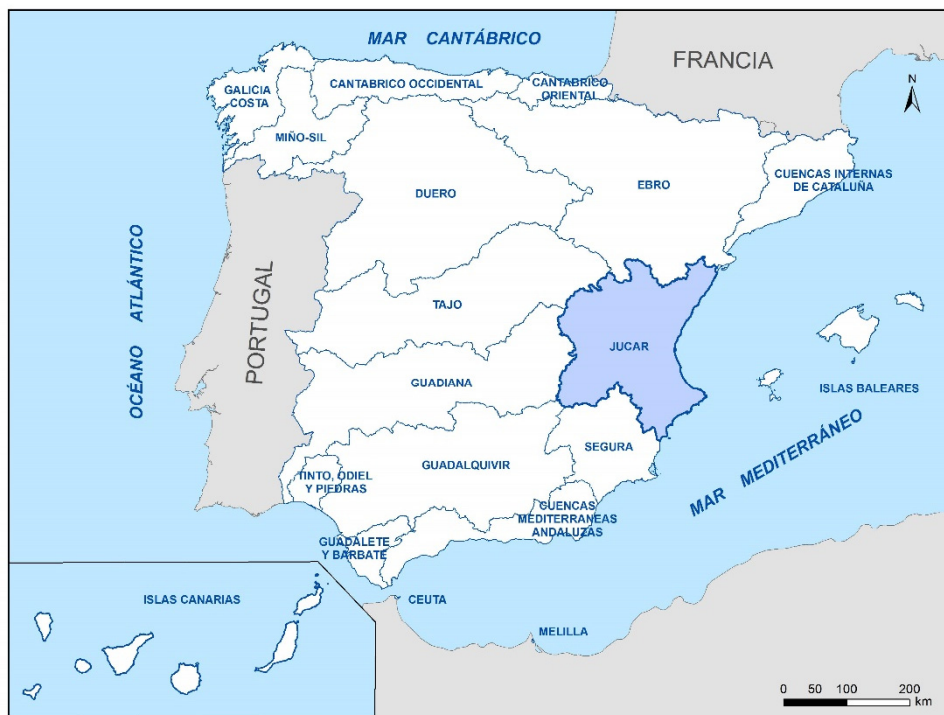 MAR CANTÁBRICO
FRANCIA
N
GALICIA
COSTA
CANTABRICO OCCIDENTAL
CANTABRICO
ORIENTAL
MIÑO-SIL
DUERO
EBRO
CUENCAS INTERNAS
DE CATALUÑA
OCÉANO ATLÁNTICO
PORTUGAL
TAJO
JUCAR
ISLAS BALEARES
GUADIANA
MAR MEDITERRÁNEO
SEGURA
GUADALQUIVIR
TINTO, ODIEL
Y PIEDRAS
CUENCAS
MEDITERRANEAS
ANDALUZAS
GUADALETE
Y BARBATE
ISLAS CANARIAS
CEUTA
MELILLA
0 50 100 200
km